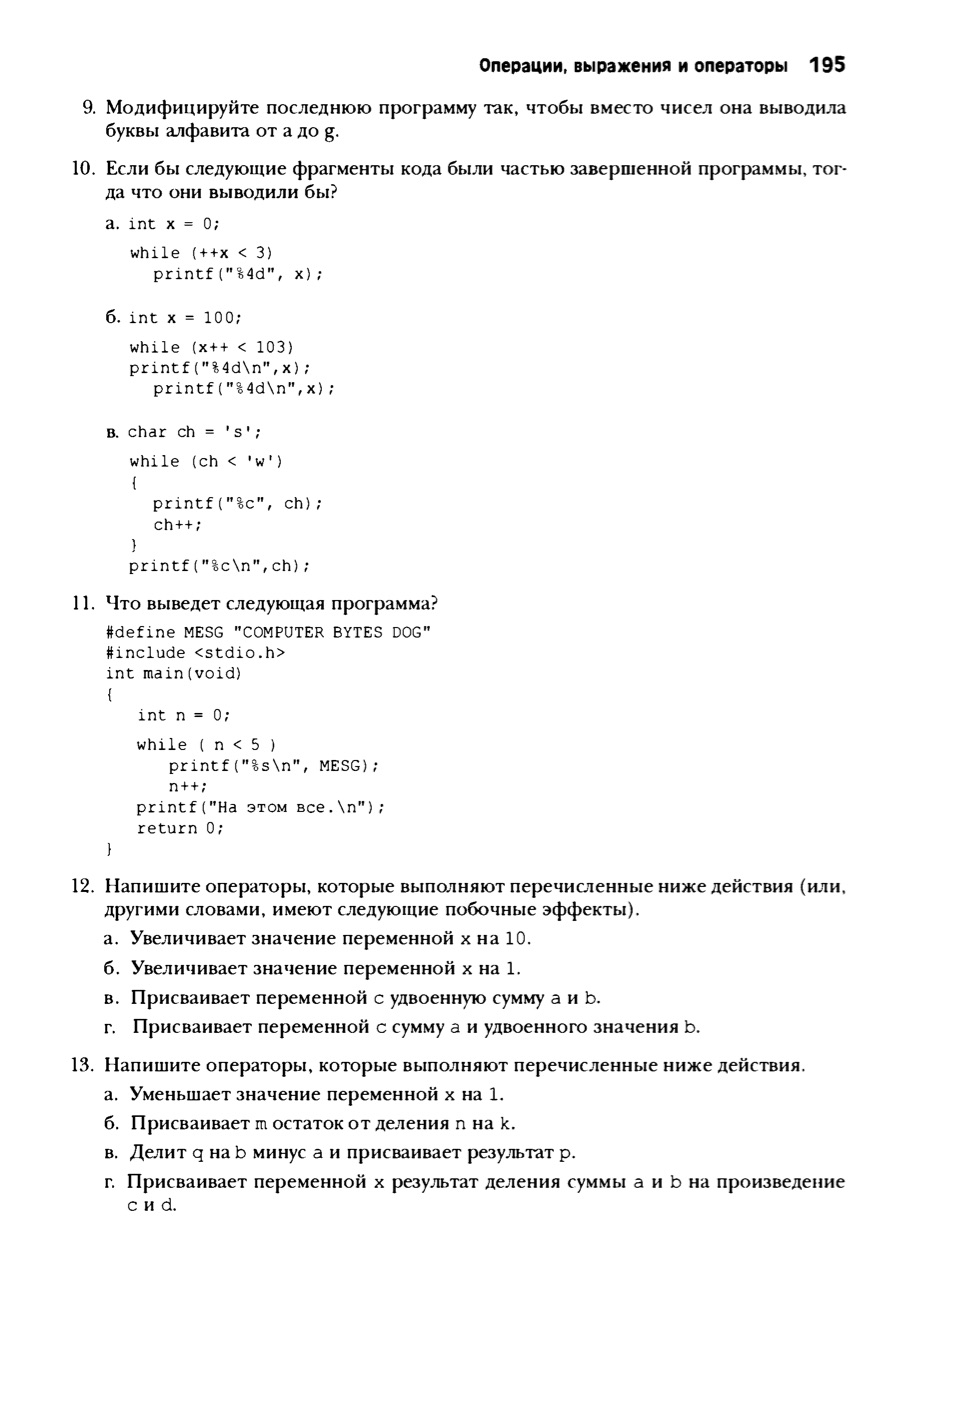 Операции, выражения и операторы 195
9. Модифицируйте последнюю программу так, чтобы вместо чисел она выводила
буквы алфавита от a до g.
10. Если бы следующие фрагменты кода были частью завершенной программы, тог-
да что они выводили бы?
а. int x = 0;
while (++x < 3)
printf("%4d", x);
б. int x = 100;
while (x++ < 103)
printf("%4d\n",x);
printf("%4d\n",x);
в. char ch = 's';
while (ch < 'w')
{
printf("%c", ch);
ch++;
}
printf("%c\n",ch);
11. Что выведет следующая программа?
#define MESG "COMPUTER BYTES DOG"
#include <stdio.h>
int main(void)
{
int n = 0;
while ( n < 5 )
printf("%s\n", MESG);
n++;
printf("На этом все.\n");
return 0;
}
12. Напишите операторы, которые выполняют перечисленные ниже действия (или,
другими словами, имеют следующие побочные эффекты).
а. Увеличивает значение переменной x на 10.
б. Увеличивает значение переменной x на 1.
в. Присваивает переменной c удвоенную сумму a и b.
г. Присваивает переменной c сумму a и удвоенного значения b.
13. Напишите операторы, которые выполняют перечисленные ниже действия.
а. Уменьшает значение переменной x на 1.
б. Присваивает m остаток от деления n на k.
в. Делит q на b минус a и присваивает результат p.
г. Присваивает переменной x результат деления суммы a и b на произведение
c и d.